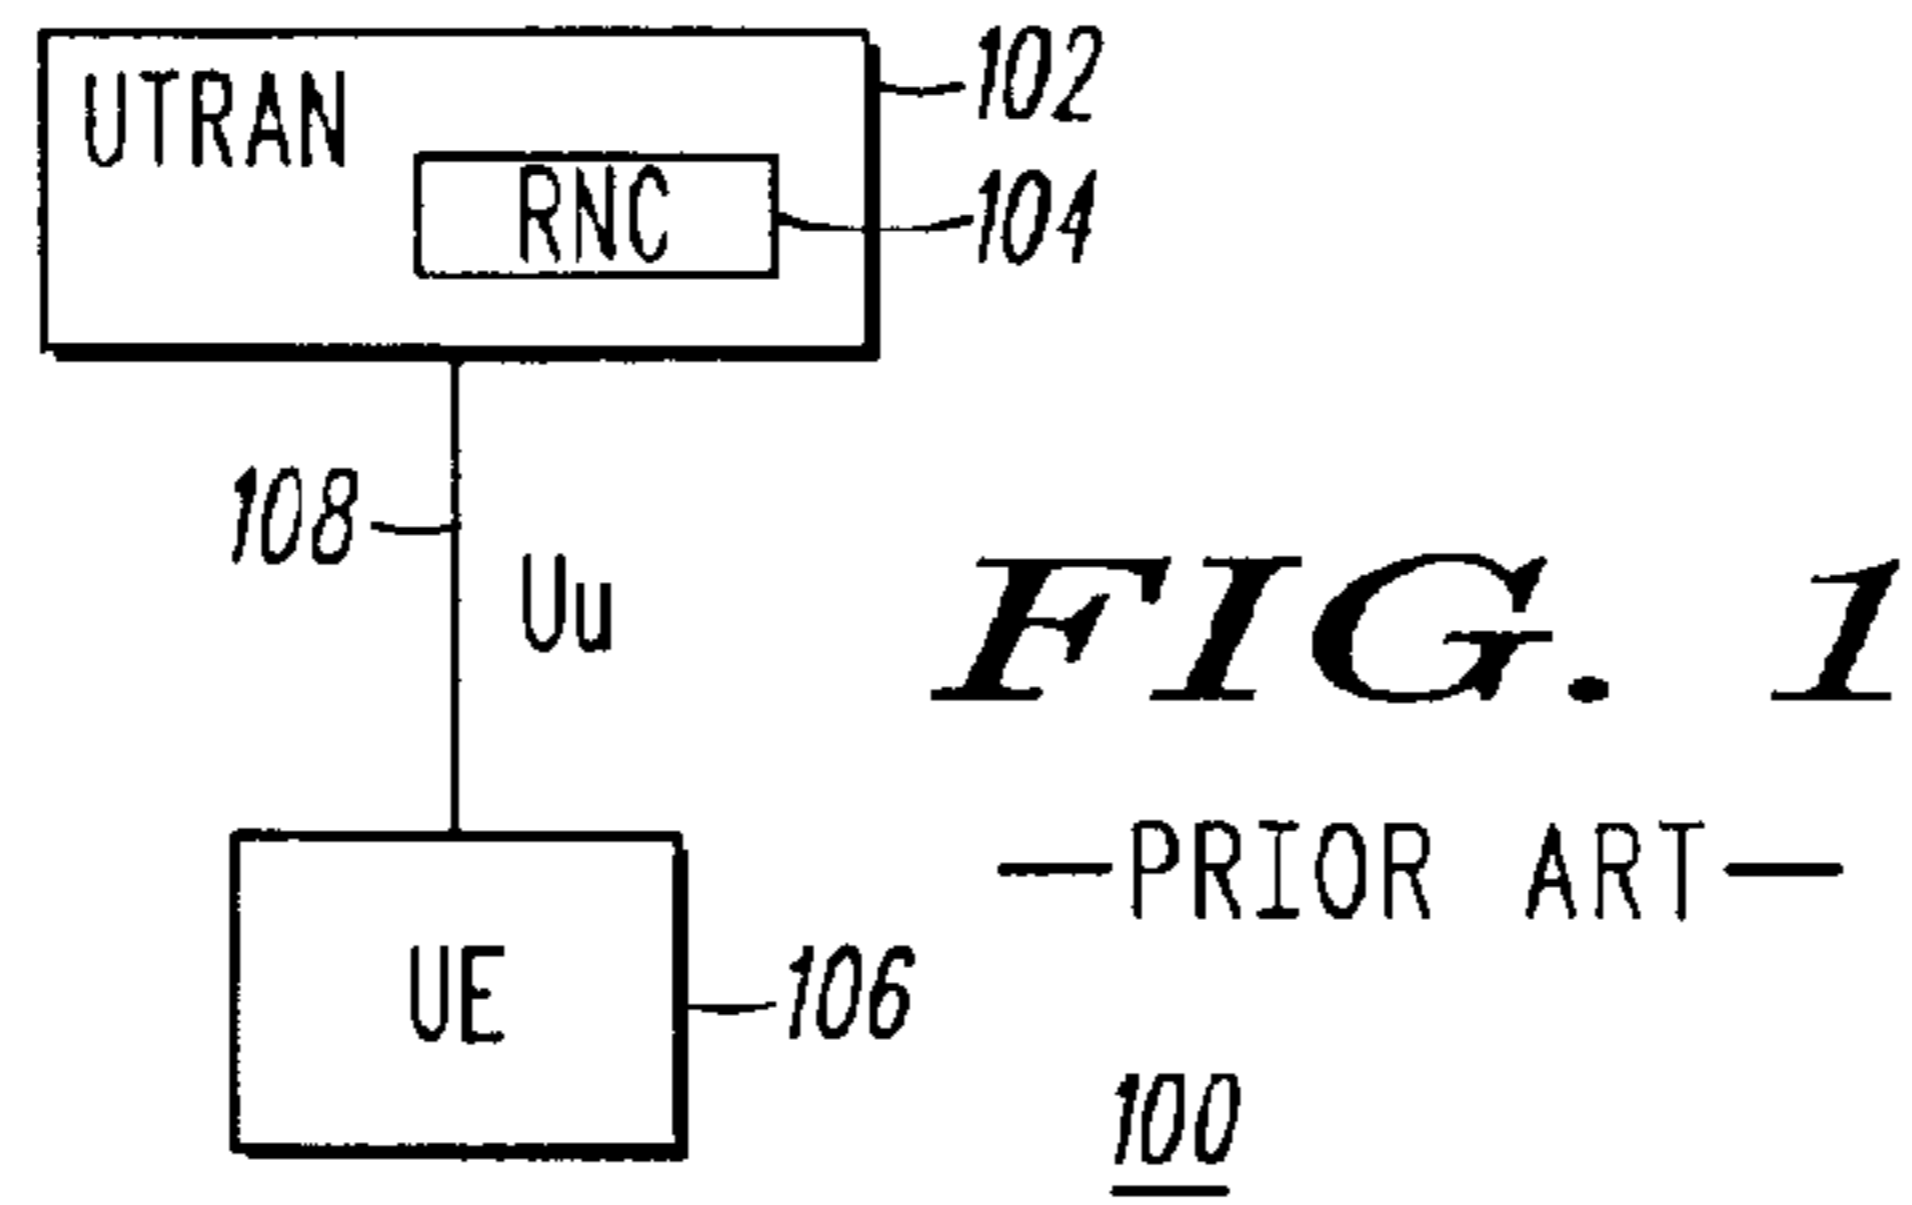 102
UTRAN
RNC
104
108
Uu
FIG. 1
—PRIOR ART—
UE
106
100